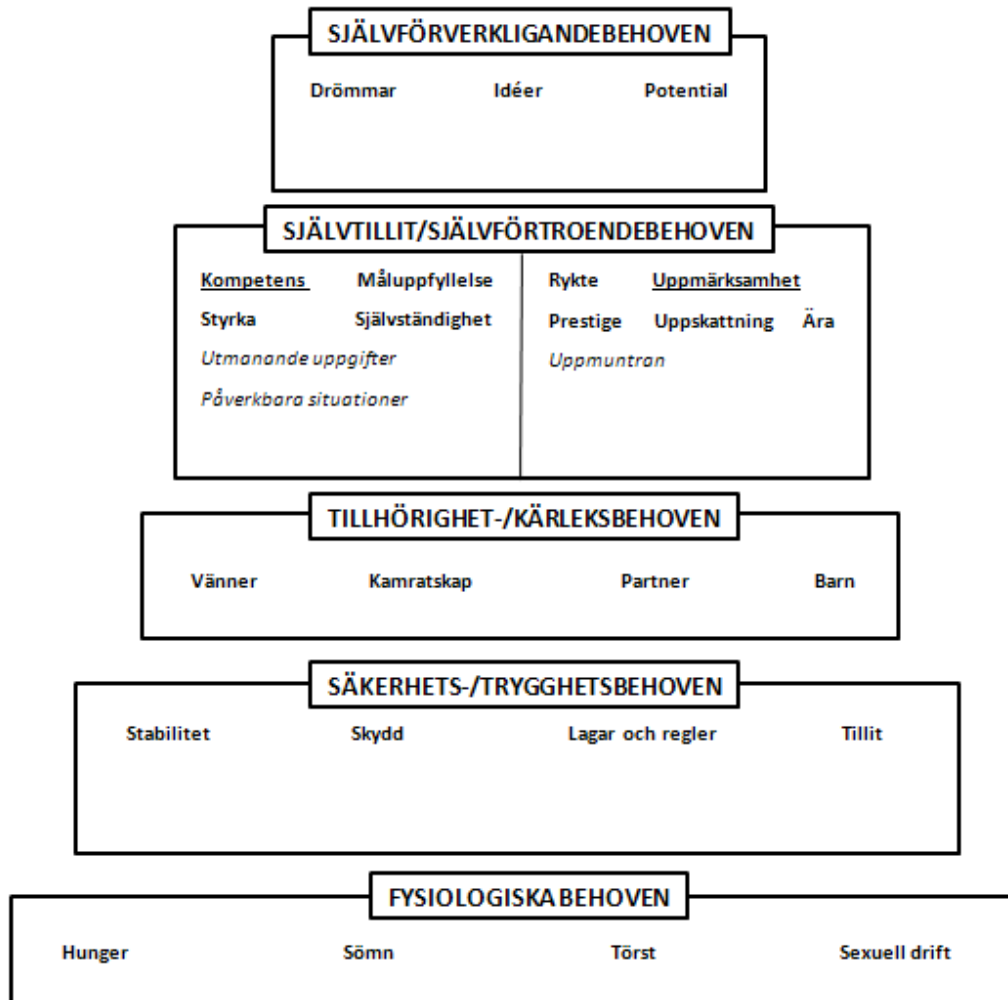 SJÄLVFÖRVERKLIGANDEBEHOVEN
Drömmar Idéer Potential
SJÄLVTILLIT/SJÄLVFÖRTROENDEBEHOVEN
Kompetens Måluppfyllelse
Styrka Självständighet
Utmanande uppgifter
Påverkbara situationer
Rykte Uppmärksamhet
Prestige Uppskattning Ära
Uppmuntran
TILLHÖRIGHET-/KÄRLEKSBEHOVEN
Vänner Kamratskap Partner Barn
SÄKERHETS-/TRYGGHETSBEHOVEN
Stabilitet Skydd Lagar och regler Tillit
FYSIOLOGISKA BEHOVEN
Hunger Sömn Törst Sexuell drift